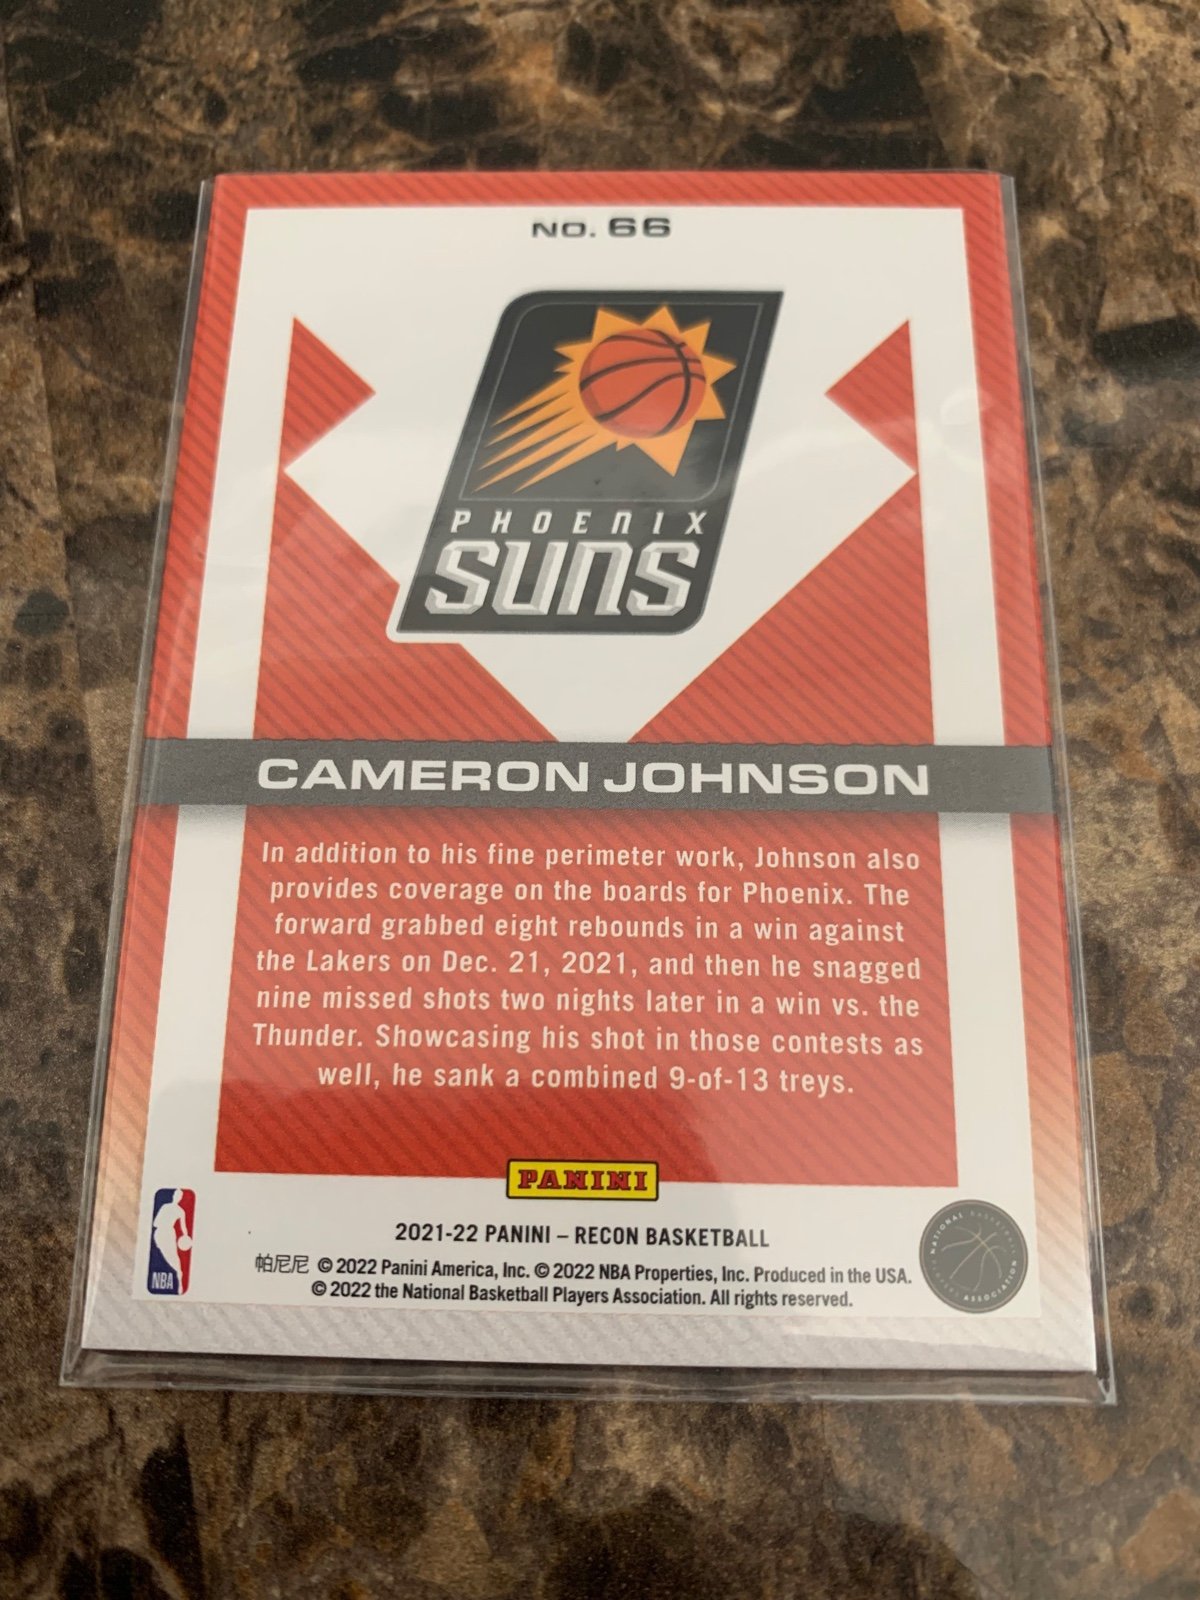 NO. 66
PHOENIX
SUNS
CAMERON JOHNSON
In addition to his fine perimeter work, Johnson also
provides coverage on the boards for Phoenix. The
forward grabbed eight rebounds in a win against
the Lakers on Dec. 21, 2021, and then he snagged
nine missed shots two nights later in a win vs. the
Thunder. Showcasing his shot in those contests as
well, he sank a combined 9-of-13 treys.
PANINI
2021-22 PANINI – RECON BASKETBALL
帕尼尼 © 2022 Panini America, Inc. © 2022 NBA Properties, Inc. Produced in the USA.
© 2022 the National Basketball Players Association. All rights reserved.
NBA
NATIONAL BASKETBALL
PLAYERS ASSOCIATION